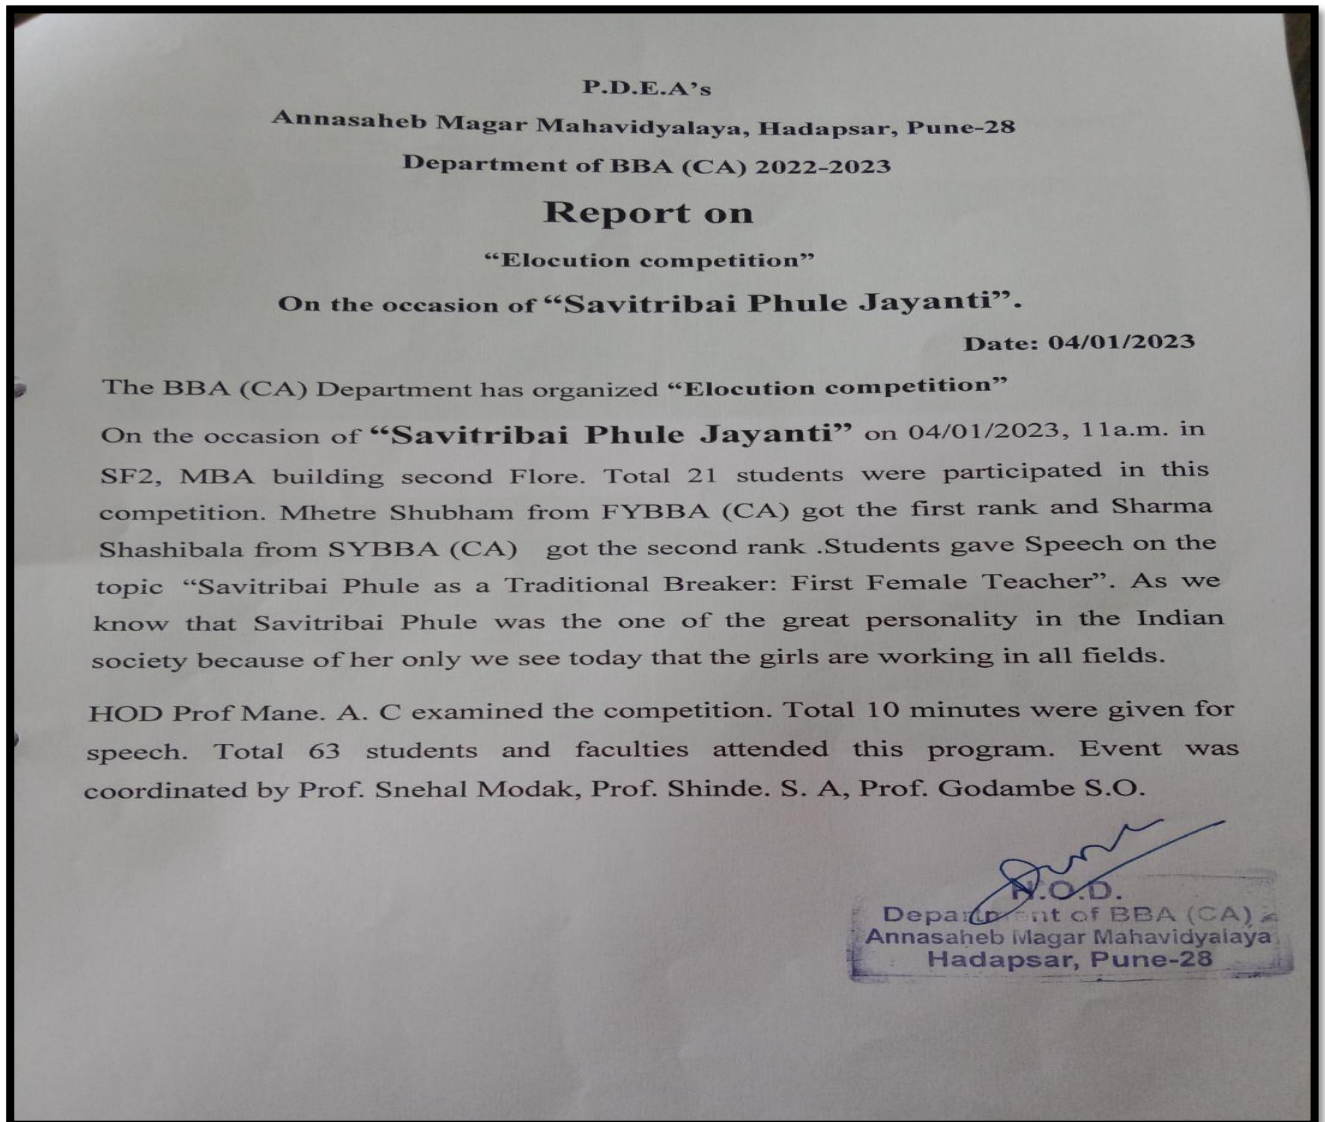 P.D.E.A’s
Annasaheb Magar Mahavidyalaya, Hadapsar, Pune-28
Department of BBA (CA) 2022-2023
Report on
“Elocution competition”
On the occasion of “Savitribai Phule Jayanti”.
Date: 04/01/2023
The BBA (CA) Department has organized “Elocution competition”
On the occasion of “Savitribai Phule Jayanti” on 04/01/2023, 11a.m. in
SF2, MBA building second Flore. Total 21 students were participated in this
competition. Mhetre Shubham from FYBBA (CA) got the first rank and Sharma
Shashibala from SYBBA (CA) got the second rank .Students gave Speech on the
topic “Savitribai Phule as a Traditional Breaker: First Female Teacher”. As we
know that Savitribai Phule was the one of the great personality in the Indian
society because of her only we see today that the girls are working in all fields.
HOD Prof Mane. A. C examined the competition. Total 10 minutes were given for
speech. Total 63 students and faculties attended this program. Event was
coordinated by Prof. Snehal Modak, Prof. Shinde. S. A, Prof. Godambe S.O.
H.O.D.
Department of BBA (CA)
Annasaheb Magar Mahavidyalaya
Hadapsar, Pune-28